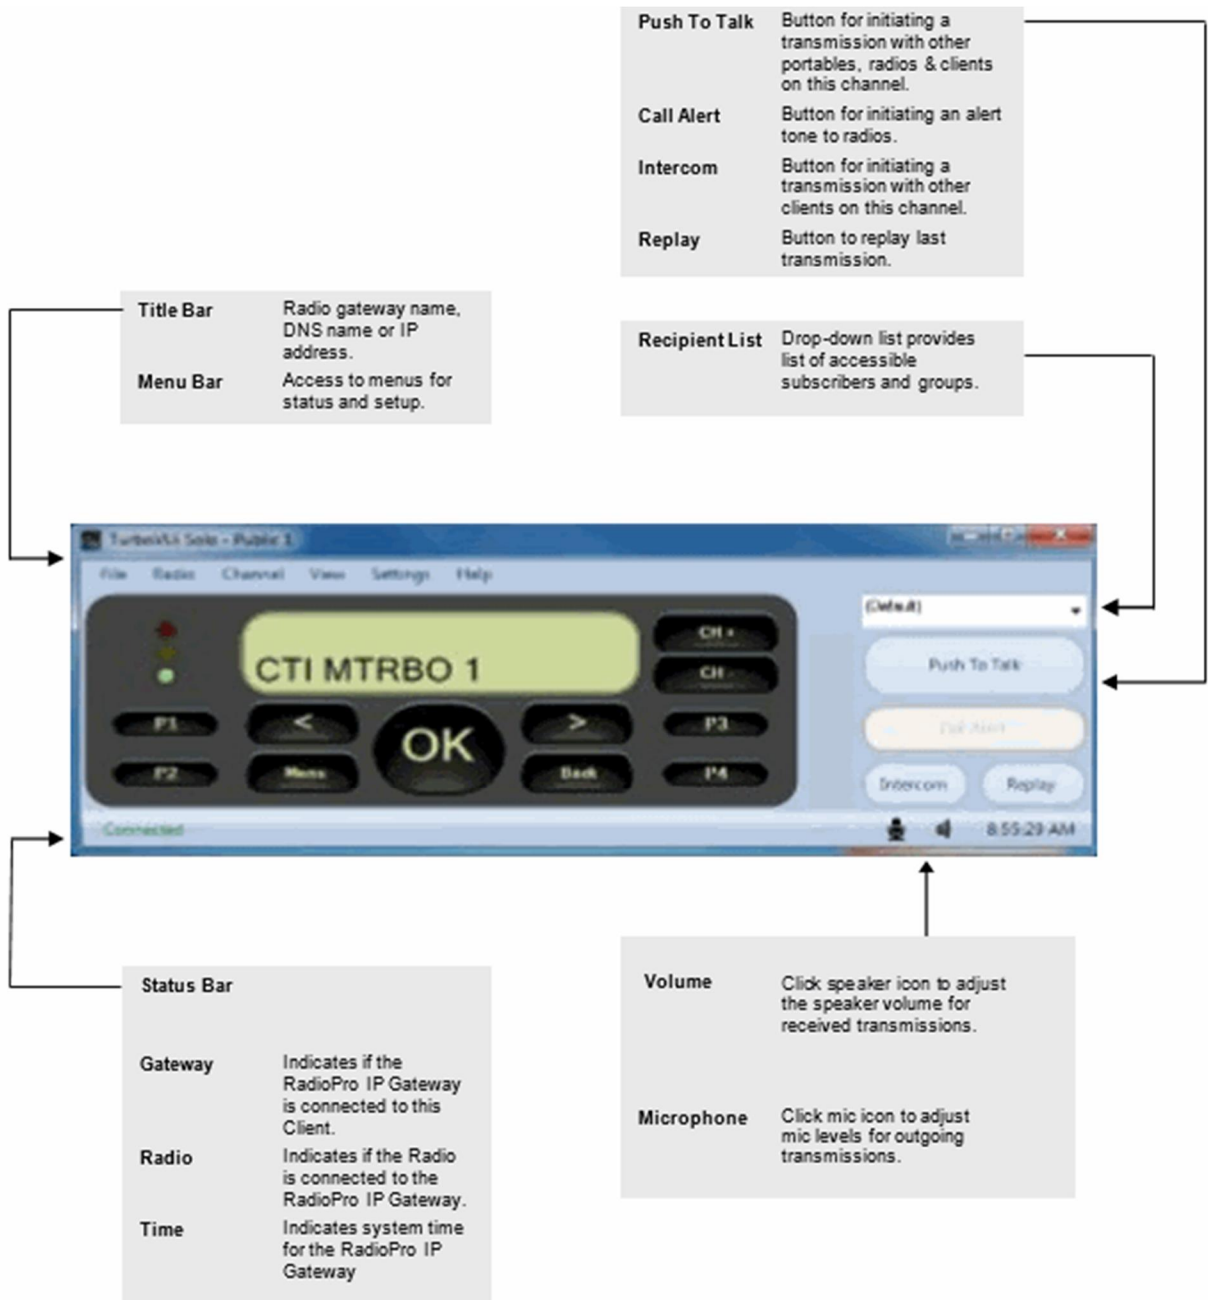 Push To Talk Button for initiating a
transmission with other
portables, radios & clients
on this channel.
Call Alert Button for initiating an alert
tone to radios.
Intercom Button for initiating a
transmission with other
clients on this channel.
Replay Button to replay last
transmission.
Title Bar Radio gateway name,
DNS name or IP
address.
Menu Bar Access to menus for
status and setup.
Recipient List Drop-down list provides
list of accessible
subscribers and groups.
Solo - Public 1
File Radio Channel View Settings Help
(Default)
CTI MTRBO 1
CH +
CH -
Push To Talk
P1
<
OK
>
P3
Call Alert
P2
Menu
Back
P4
Intercom
Replay
Connected
8:55:29 AM
Status Bar
Gateway Indicates if the
RadioPro IP Gateway
is connected to this
Client.
Radio Indicates if the Radio
is connected to the
RadioPro IP Gateway.
Time Indicates system time
for the RadioPro IP
Gateway
Volume Click speaker icon to adjust
the speaker volume for
received transmissions.
Microphone Click mic icon to adjust
mic levels for outgoing
transmissions.